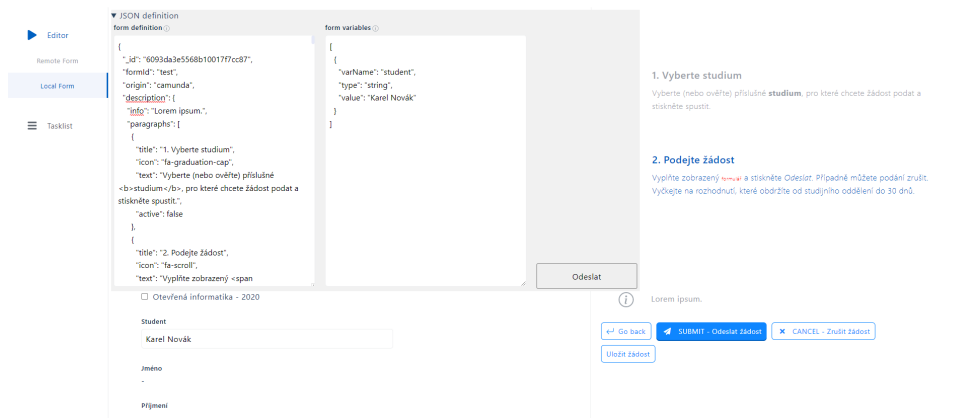 Editor
Remote Form
Local Form
Tasklist
▼ JSON definition
form definition
{
"_id": "6093da3e5568b10017f7cc87",
"formId": "test",
"origin": "camunda",
"description": {
"info": "Lorem ipsum.",
"paragraphs": [
{
"title": "1. Vyberte studium",
"icon": "fa-graduation-cap",
"text": "Vyberte (nebo ověřte) příslušné
<b>studium</b>, pro které chcete žádost podat a
stiskněte spustit.",
"active": false
},
{
"title": "2. Podejte žádost",
"icon": "fa-scroll",
"text": "Vyplňte zobrazený <span
form variables
[
{
"varName": "student",
"type": "string",
"value": "Karel Novák"
}
]
Odeslat
Otevřená informatika - 2020
Student
Karel Novák
Jméno
-
Příjmení
1. Vyberte studium
Vyberte (nebo ověřte) příslušné studium, pro které chcete žádost podat a
stiskněte spustit.
2. Podejte žádost
Vyplňte zobrazený formulář a stiskněte Odeslat. Případně můžete podání zrušit.
Vyčkejte na rozhodnutí, které obdržíte od studijního oddělení do 30 dnů.
Lorem ipsum.
Go back
SUBMIT - Odeslat žádost
CANCEL - Zrušit žádost
Uložit žádost